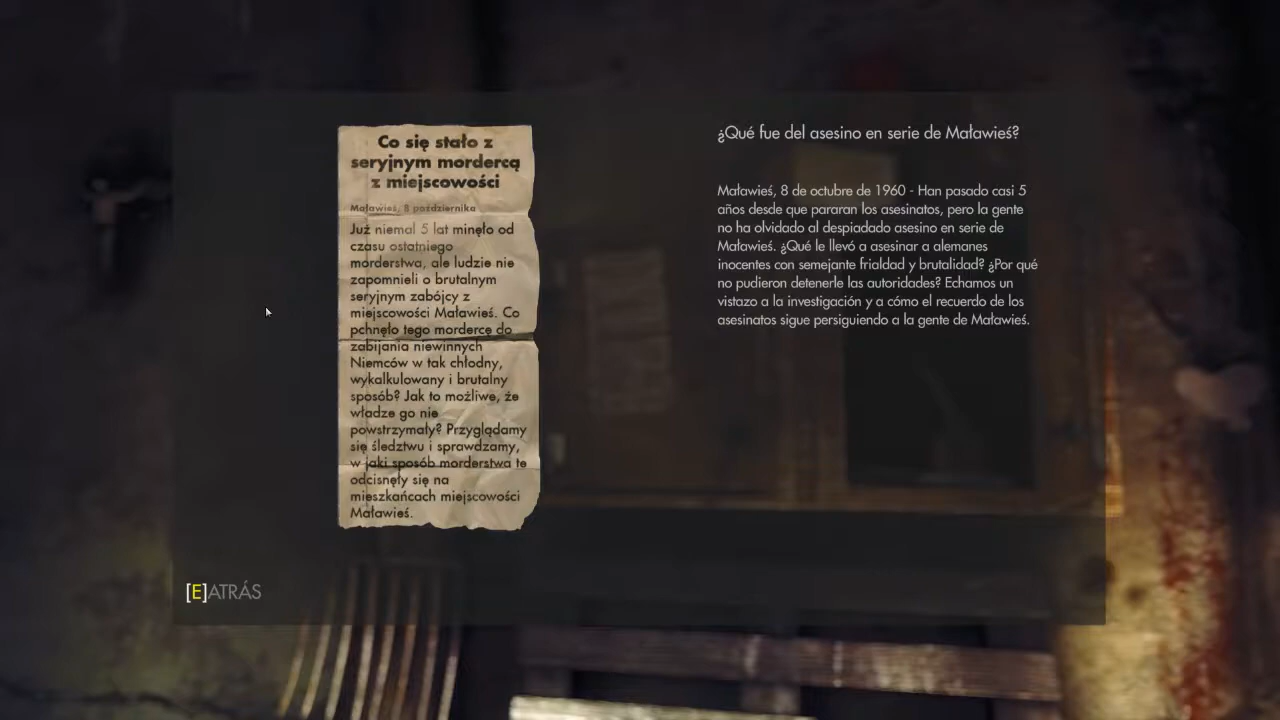 Co się stało z
seryjnym mordercą
z miejscowości
Maławieś, 8 października
Już niemal 5 lat minęło od
czasu ostatniego
morderstwa, ale ludzie nie
zapomnieli o brutalnym
seryjnym zabójcy z
miejscowości Maławieś. Co
pchnęło tego mordercę do
zabijania niewinnych
Niemców w tak chłodny,
wykalkulowany i brutalny
sposób? Jak to możliwe, że
władze go nie
powstrzymały? Przyglądamy
się śledztwu i sprawdzamy,
w jaki sposób morderstwa te
odcisnęły się na
mieszkańcach miejscowości
Maławieś.
¿Qué fue del asesino en serie de Maławieś?
Maławieś, 8 de octubre de 1960 - Han pasado casi 5
años desde que pararan los asesinatos, pero la gente
no ha olvidado al despiadado asesino en serie de
Maławieś. ¿Qué le llevó a asesinar a alemanes
inocentes con semejante frialdad y brutalidad? ¿Por qué
no pudieron detenerle las autoridades? Echamos un
vistazo a la investigación y a cómo el recuerdo de los
asesinatos sigue persiguiendo a la gente de Maławieś.
[E]ATRÁS